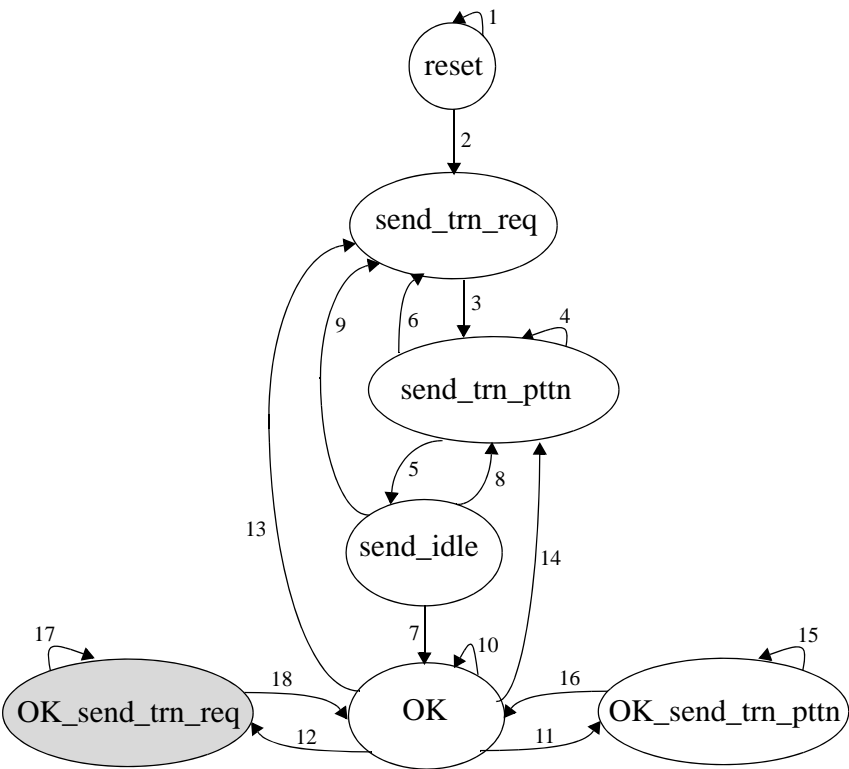 1
reset
2
send_trn_req
3
4
6
9
send_trn_pttn
5
8
13
send_idle
14
7
10
17
15
18
16
OK_send_trn_req
OK
OK_send_trn_pttn
12
11